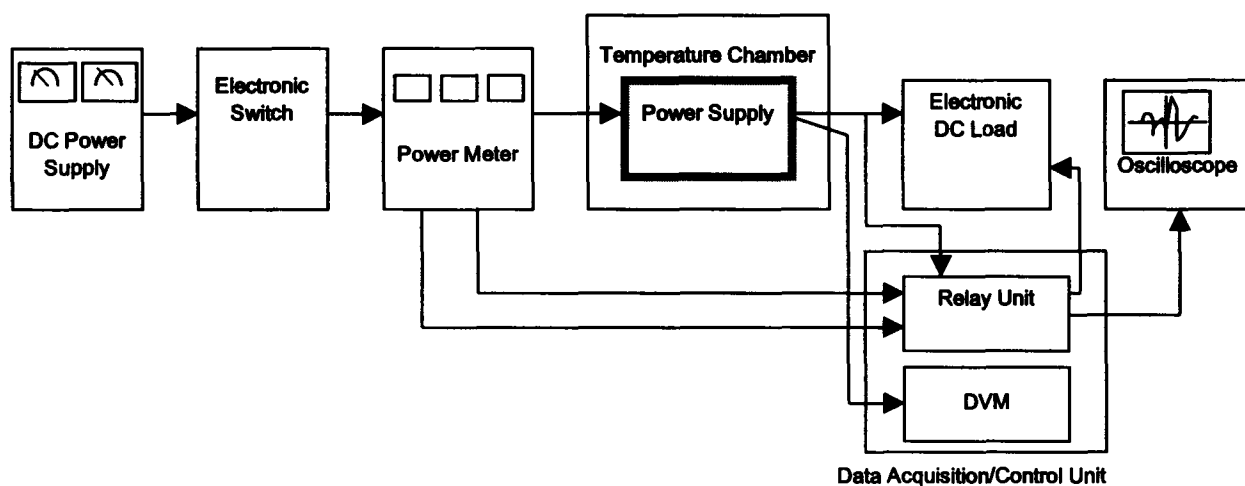 DC Power
Supply
Electronic
Switch
Power Meter
Temperature Chamber
Power Supply
Electronic
DC Load
Oscilloscope
Relay Unit
DVM
Data Acquisition/Control Unit